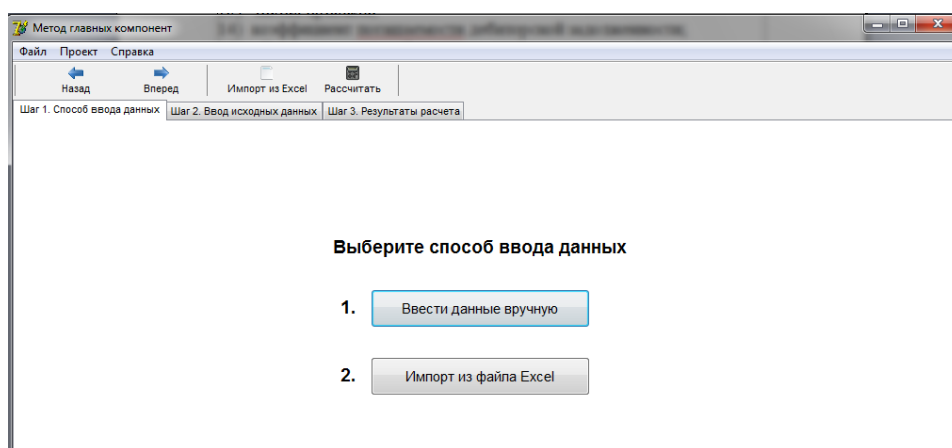 Метод главных компонент
Файл Проект Справка
Назад Вперед Импорт из Excel Рассчитать
Шаг 1. Способ ввода данных Шаг 2. Ввод исходных данных Шаг 3. Результаты расчета
Выберите способ ввода данных
1. Ввести данные вручную
2. Импорт из файла Excel